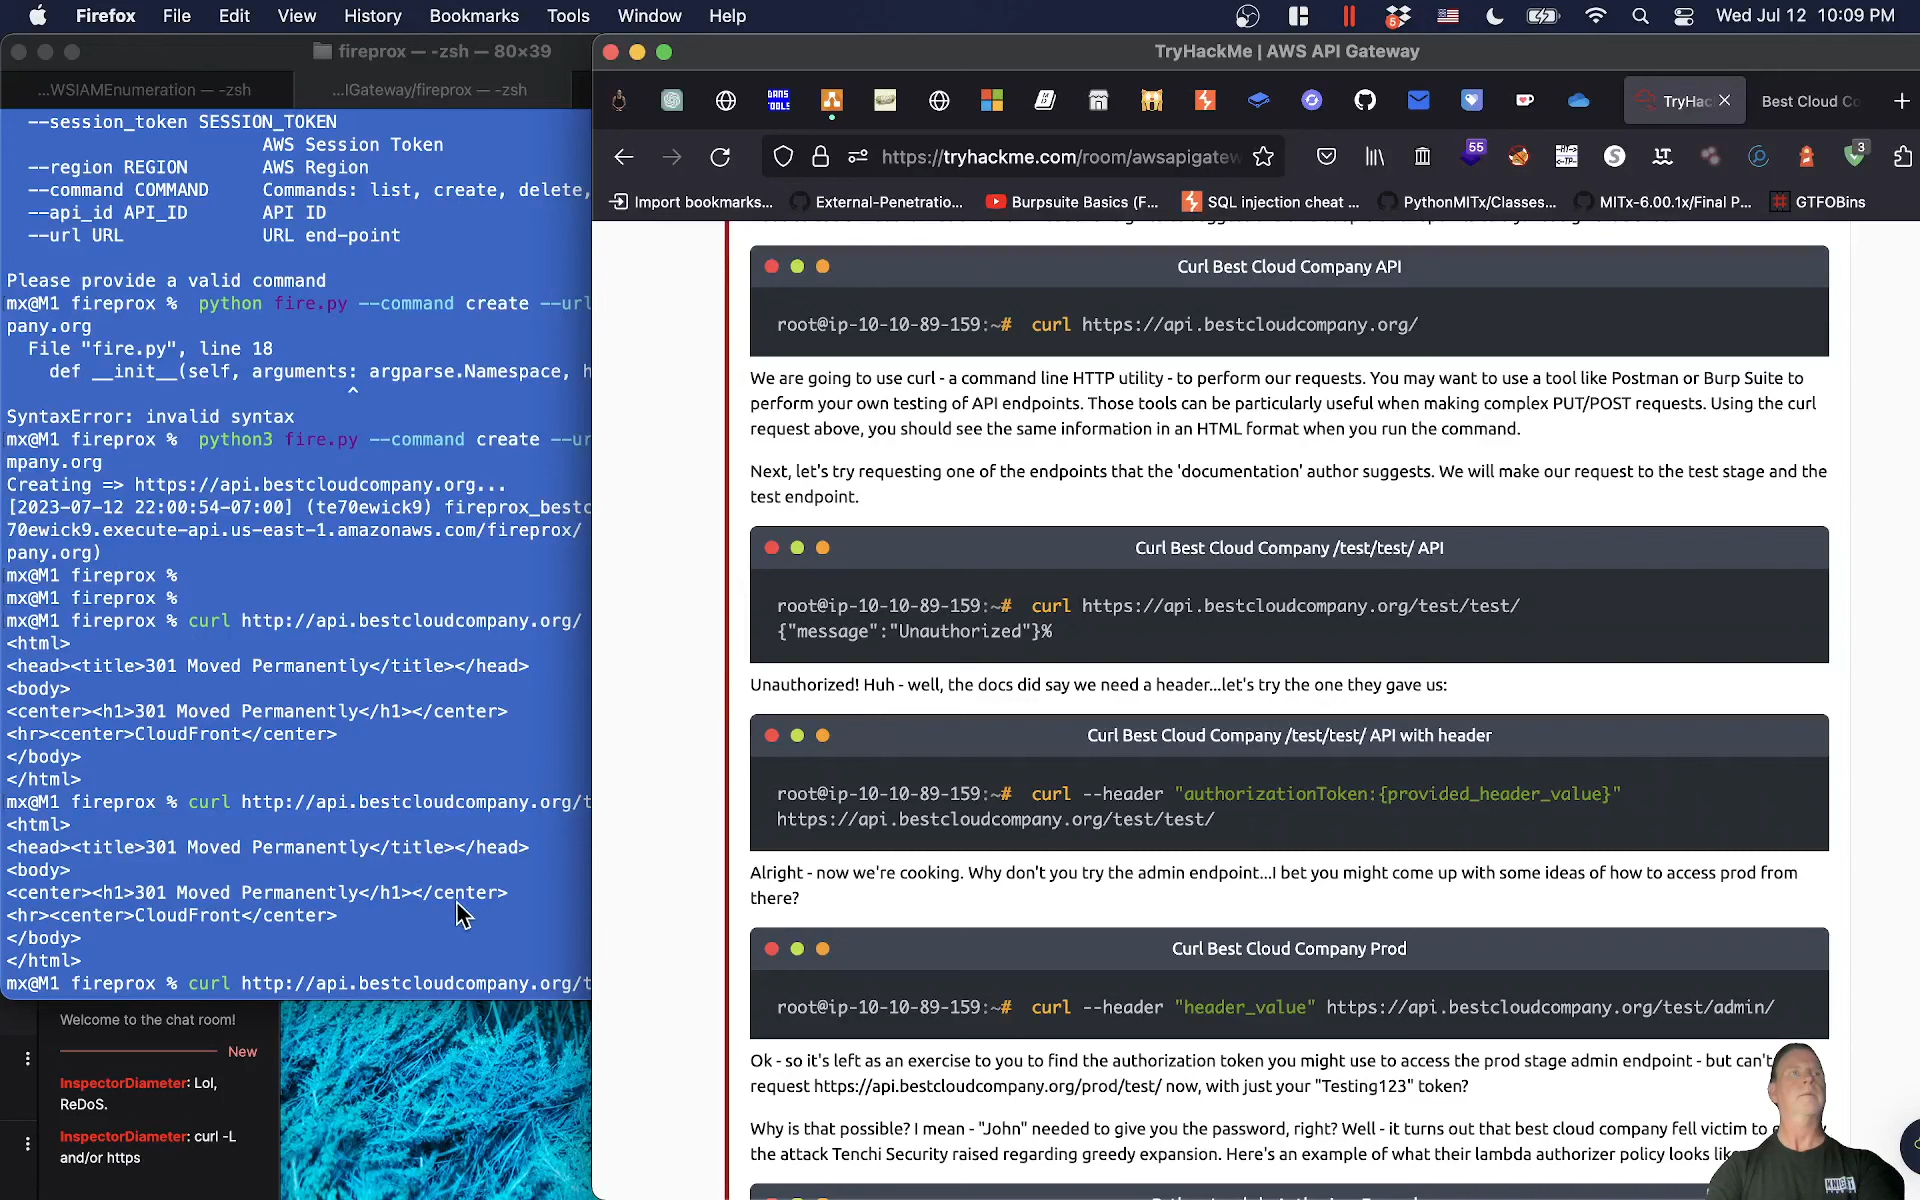 Firefox File Edit View History Bookmarks Tools Window Help
5
Wed Jul 12 10:09 PM
fireprox — -zsh — 80×39
...WSIAMEnumeration — -zsh
...IGateway/fireprox — -zsh
--session_token SESSION_TOKEN
AWS Session Token
--region REGION AWS Region
--command COMMAND Commands: list, create, delete,
--api_id API_ID API ID
--url URL URL end-point
Please provide a valid command
mx@M1 fireprox % python fire.py --command create --url
pany.org
File "fire.py", line 18
def __init__(self, arguments: argparse.Namespace, h
^
SyntaxError: invalid syntax
mx@M1 fireprox % python3 fire.py --command create --ur
mpany.org
Creating => https://api.bestcloudcompany.org...
[2023-07-12 22:00:54-07:00] (te70ewick9) fireprox_bestc
70ewick9.execute-api.us-east-1.amazonaws.com/fireprox/
pany.org)
mx@M1 fireprox %
mx@M1 fireprox %
mx@M1 fireprox % curl http://api.bestcloudcompany.org/
<html>
<head><title>301 Moved Permanently</title></head>
<body>
<center><h1>301 Moved Permanently</h1></center>
<hr><center>CloudFront</center>
</body>
</html>
mx@M1 fireprox % curl http://api.bestcloudcompany.org/t
<html>
<head><title>301 Moved Permanently</title></head>
<body>
<center><h1>301 Moved Permanently</h1></center>
<hr><center>CloudFront</center>
</body>
</html>
mx@M1 fireprox % curl http://api.bestcloudcompany.org/t
Welcome to the chat room!
New
InspectorDiameter: Lol,
ReDoS.
InspectorDiameter: curl -L
and/or https
TryHackMe | AWS API Gateway
DANS TOOLS
TryHac
Best Cloud Co
https://tryhackme.com/room/awsapigatew
55
3
Import bookmarks...
External-Penetratio...
Burpsuite Basics (F...
SQL injection cheat ...
PythonMITx/Classes...
MITx-6.00.1x/Final P...
GTFOBins
Curl Best Cloud Company API
root@ip-10-10-89-159:~# curl https://api.bestcloudcompany.org/
We are going to use curl - a command line HTTP utility - to perform our requests. You may want to use a tool like Postman or Burp Suite to
perform your own testing of API endpoints. Those tools can be particularly useful when making complex PUT/POST requests. Using the curl
request above, you should see the same information in an HTML format when you run the command.
Next, let's try requesting one of the endpoints that the 'documentation' author suggests. We will make our request to the test stage and the
test endpoint.
Curl Best Cloud Company /test/test/ API
root@ip-10-10-89-159:~# curl https://api.bestcloudcompany.org/test/test/
{"message":"Unauthorized"}%
Unauthorized! Huh - well, the docs did say we need a header...let's try the one they gave us:
Curl Best Cloud Company /test/test/ API with header
root@ip-10-10-89-159:~# curl --header "authorizationToken:{provided_header_value}"
https://api.bestcloudcompany.org/test/test/
Alright - now we're cooking. Why don't you try the admin endpoint...I bet you might come up with some ideas of how to access prod from
there?
Curl Best Cloud Company Prod
root@ip-10-10-89-159:~# curl --header "header_value" https://api.bestcloudcompany.org/test/admin/
Ok - so it's left as an exercise to you to find the authorization token you might use to access the prod stage admin endpoint - but can't
request https://api.bestcloudcompany.org/prod/test/ now, with just your "Testing123" token?
Why is that possible? I mean - "John" needed to give you the password, right? Well - it turns out that best cloud company fell victim to
the attack Tenchi Security raised regarding greedy expansion. Here's an example of what their lambda authorizer policy looks